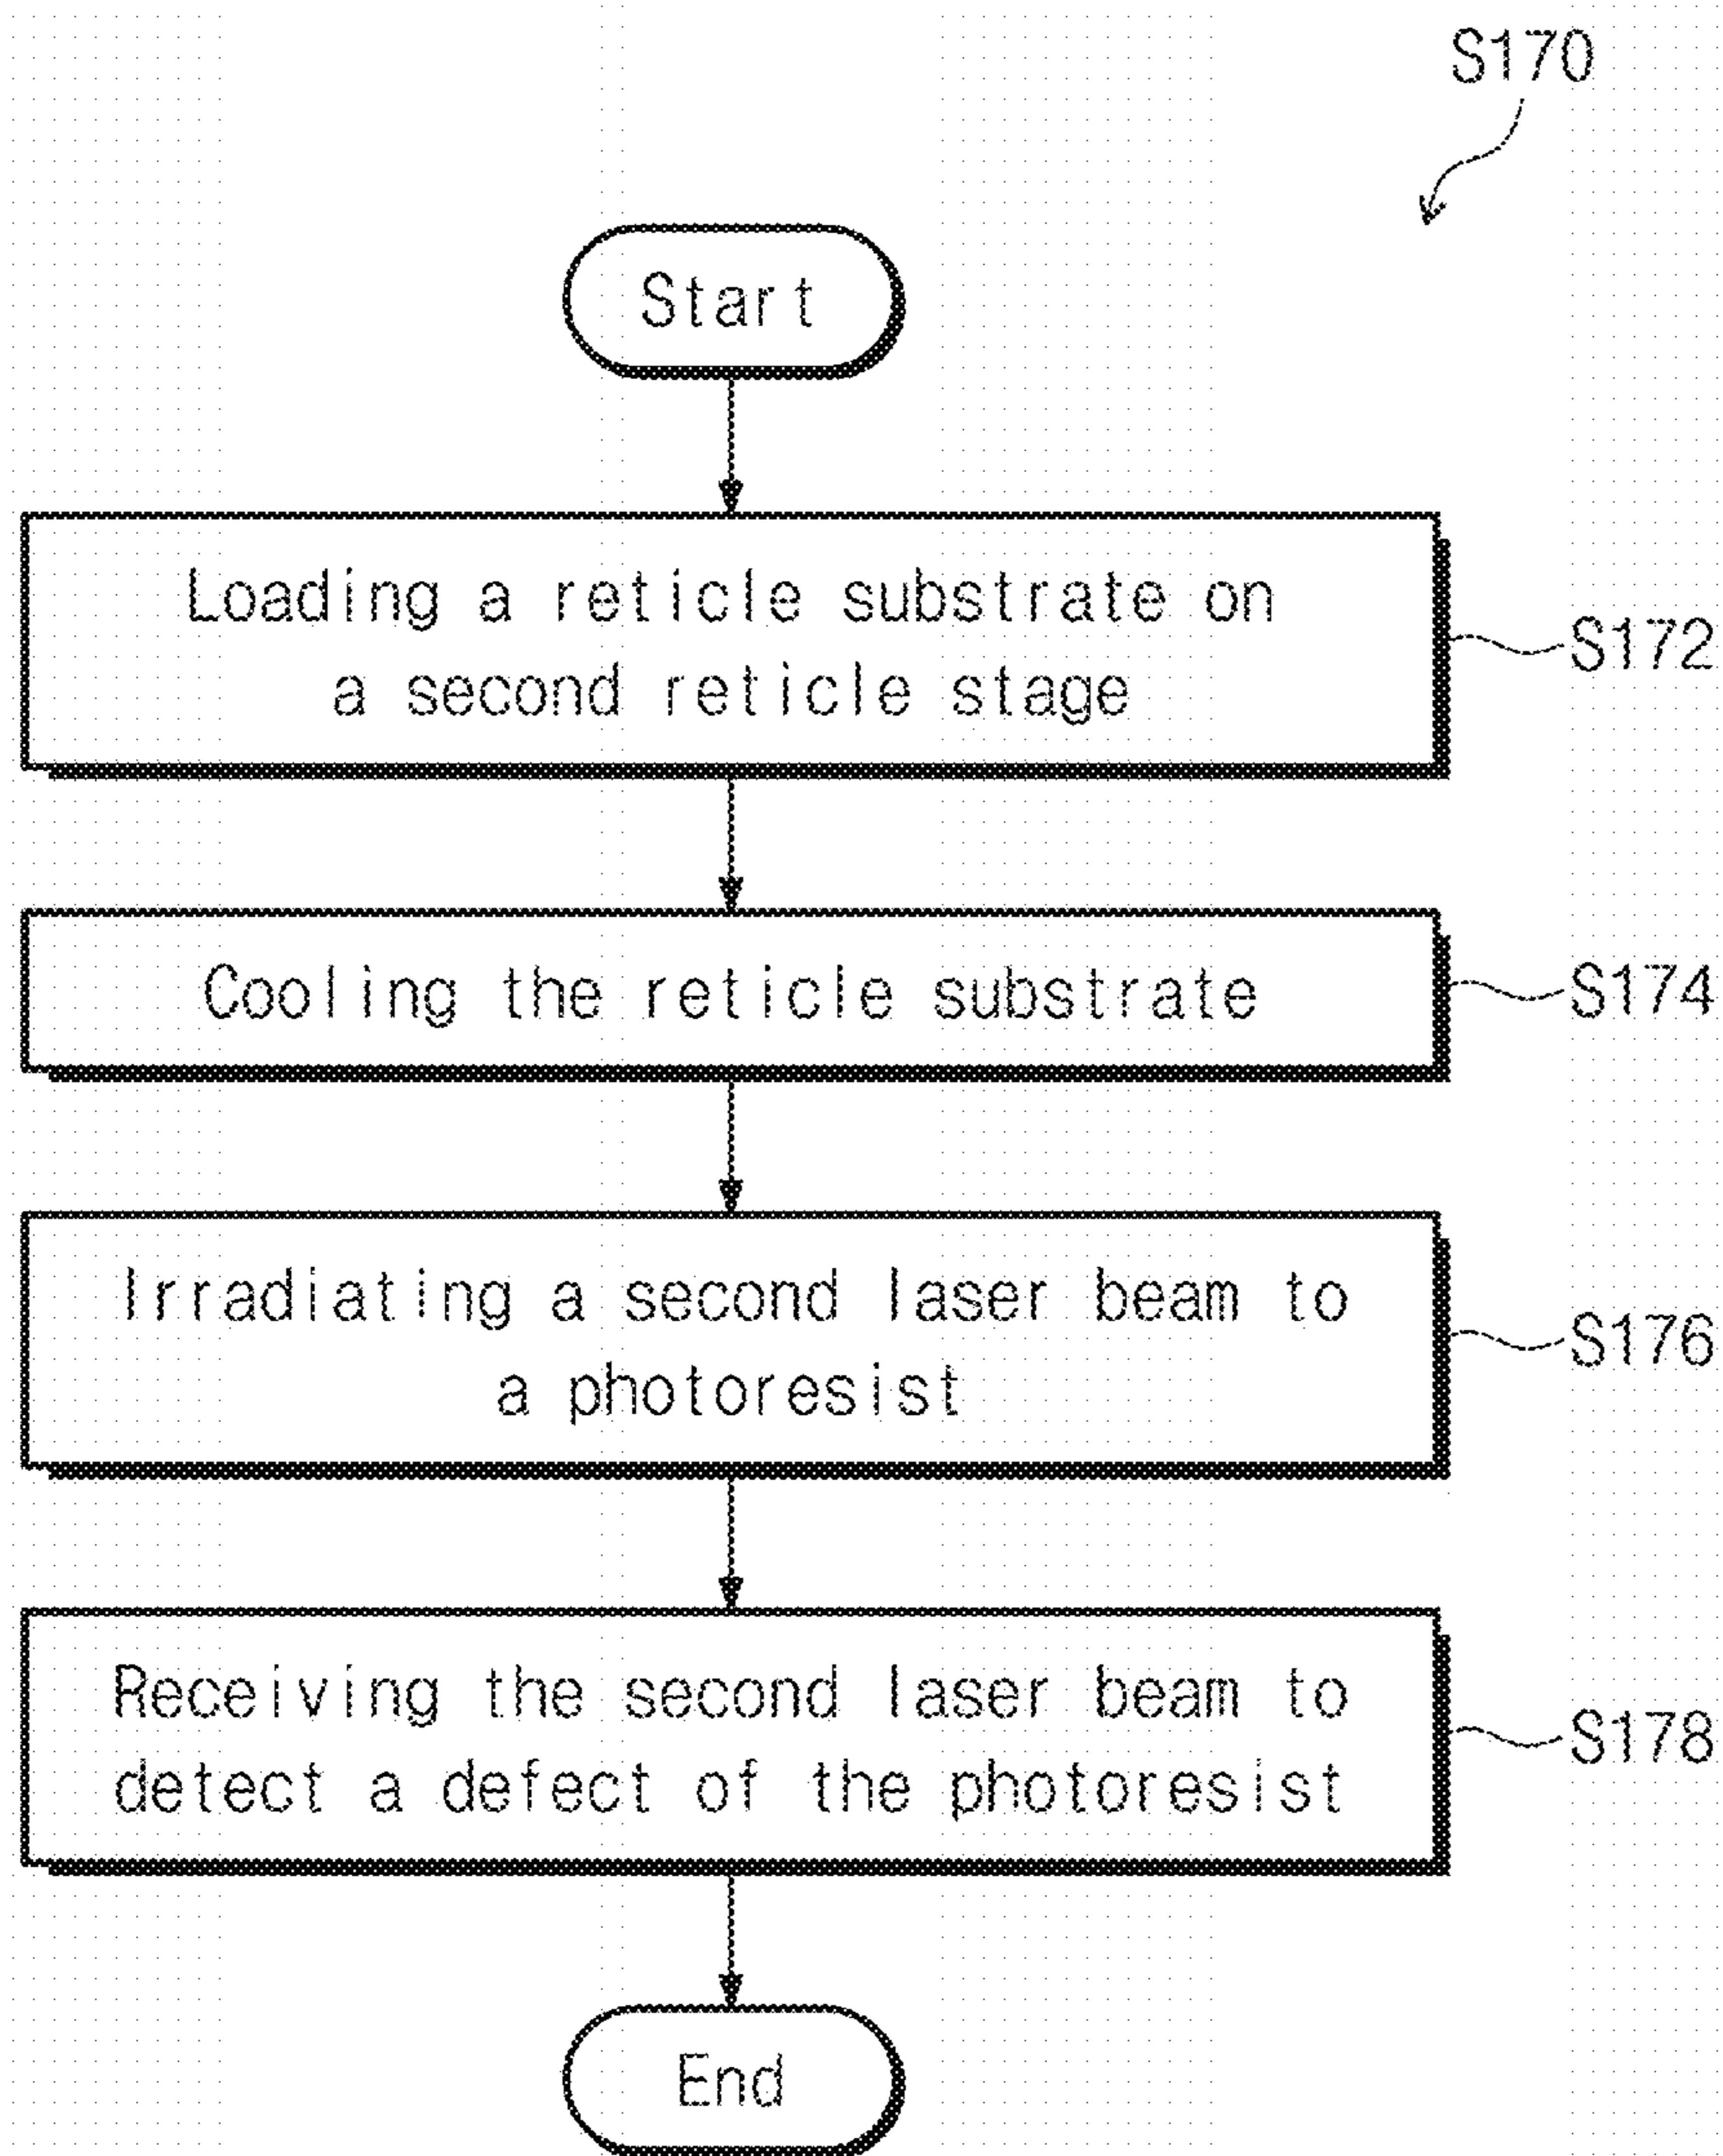 S170
Start
Loading a reticle substrate on
a second reticle stage
S172
Cooling the reticle substrate
S174
Irradiating a second laser beam to
a photoresist
S176
Receiving the second laser beam to
detect a defect of the photoresist
S178
End